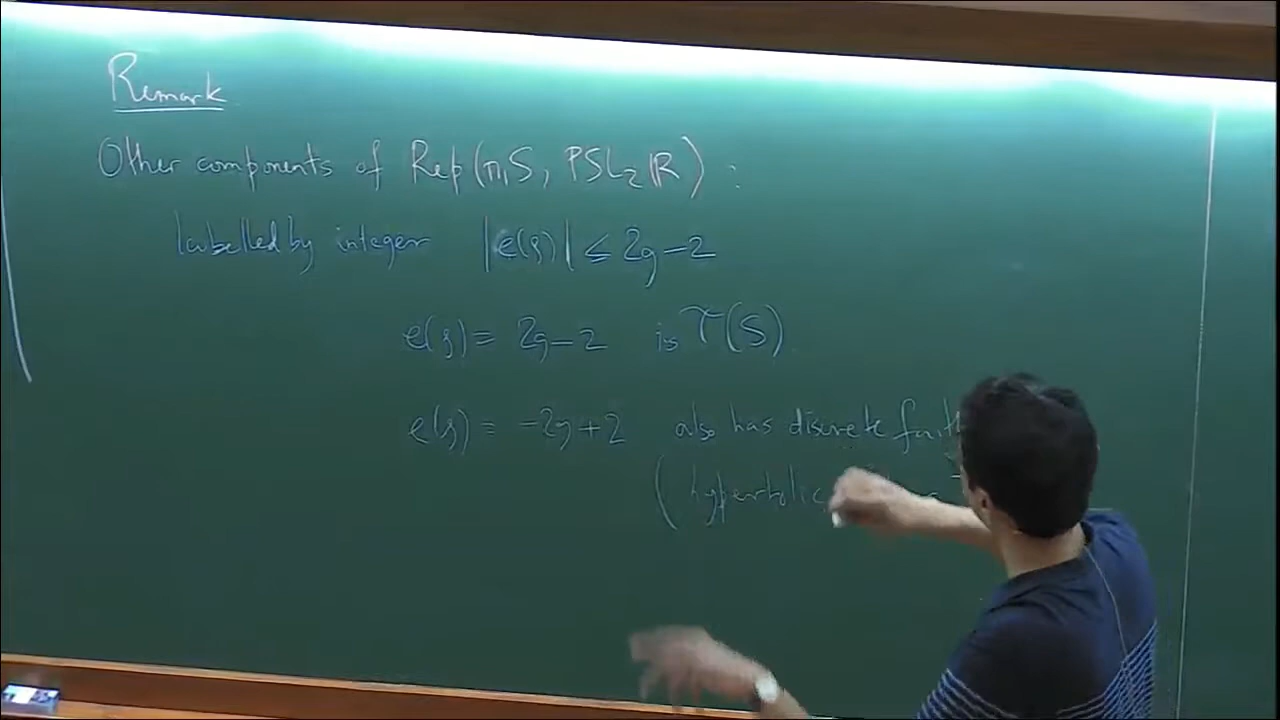 Remark
Other components of Rep(π₁S, PSL₂ℝ) :
labelled by integer |e(ρ)| ≤ 2g-2
e(ρ) = 2g-2 is 𝒯(S)
e(ρ) = -2g+2 also has discrete faith
( hyperbolic